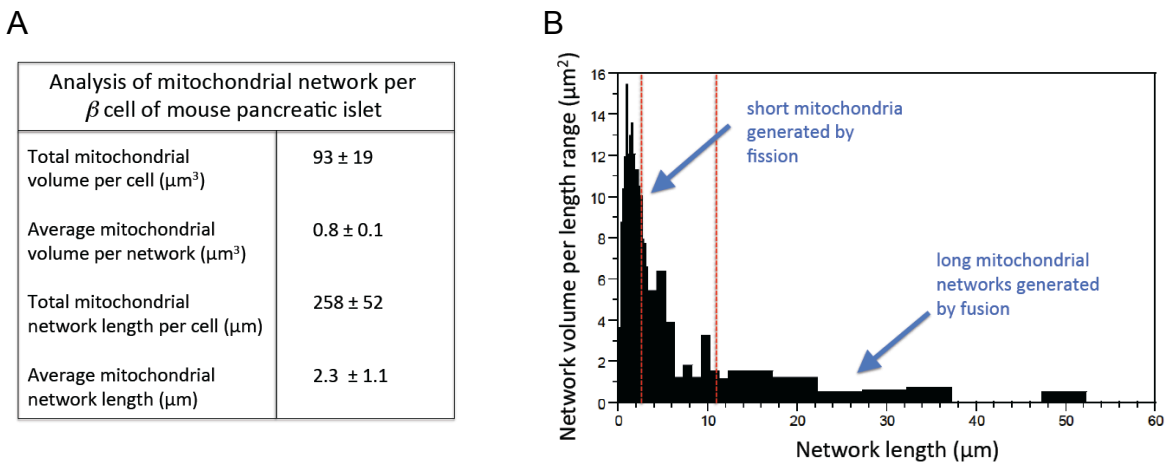 A
Analysis of mitochondrial network per
β cell of mouse pancreatic islet
Total mitochondrial
volume per cell (μm³)
93 ± 19
Average mitochondrial
volume per network (μm³)
0.8 ± 0.1
Total mitochondrial
network length per cell (μm)
258 ± 52
Average mitochondrial
network length (μm)
2.3 ± 1.1
B
Network volume per length range (μm²)
16
14
12
10
8
6
4
2
0
short mitochondria
generated by
fission
long mitochondrial
networks generated
by fusion
0
10
20
30
40
50
60
Network length (μm)